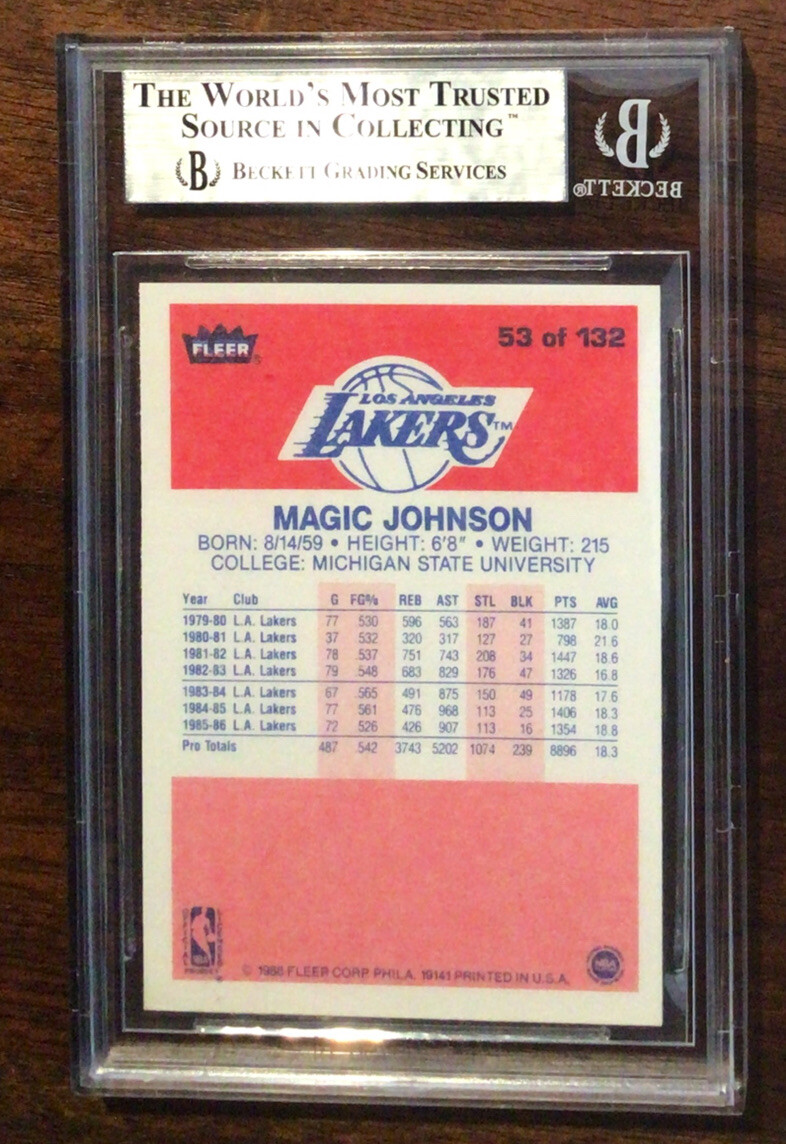 THE WORLD'S MOST TRUSTED
SOURCE IN COLLECTING™
B BECKETT GRADING SERVICES
B
BECKETT®
FLEER®
53 of 132
LOS ANGELES
LAKERS™
MAGIC JOHNSON
BORN: 8/14/59 • HEIGHT: 6'8" • WEIGHT: 215
COLLEGE: MICHIGAN STATE UNIVERSITY
Year Club G FG% REB AST STL BLK PTS AVG
1979-80 L.A. Lakers 77 .530 596 563 187 41 1387 18.0
1980-81 L.A. Lakers 37 .532 320 317 127 27 798 21.6
1981-82 L.A. Lakers 78 .537 751 743 208 34 1447 18.6
1982-83 L.A. Lakers 79 .548 683 829 176 47 1326 16.8
1983-84 L.A. Lakers 67 .565 491 875 150 49 1178 17.6
1984-85 L.A. Lakers 77 .561 476 968 113 25 1406 18.3
1985-86 L.A. Lakers 72 .526 426 907 113 16 1354 18.8
Pro Totals 487 .542 3743 5202 1074 239 8896 18.3
© 1986 FLEER CORP. PHILA. 19141 PRINTED IN U.S.A.
NBA